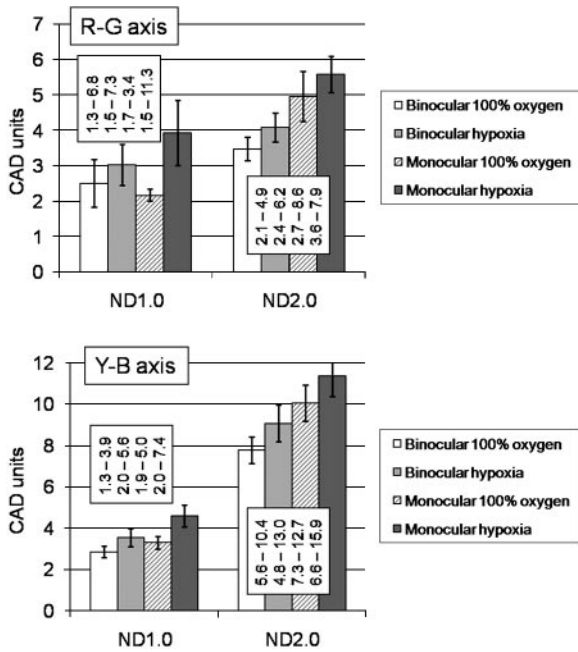 R-G axis
7
6
5
4
3
2
1
0
CAD units
1.3 – 6.8
1.5 – 7.3
1.7 – 3.4
1.5 – 11.3
2.1 – 4.9
2.4 – 6.2
2.7 – 8.6
3.6 – 7.9
ND1.0
ND2.0
Binocular 100% oxygen
Binocular hypoxia
Monocular 100% oxygen
Monocular hypoxia
Y-B axis
12
10
8
6
4
2
0
CAD units
1.3 – 3.9
2.0 – 5.6
1.9 – 5.0
2.0 – 7.4
5.6 – 10.4
4.8 – 13.0
7.3 – 12.7
6.6 – 15.9
ND1.0
ND2.0
Binocular 100% oxygen
Binocular hypoxia
Monocular 100% oxygen
Monocular hypoxia